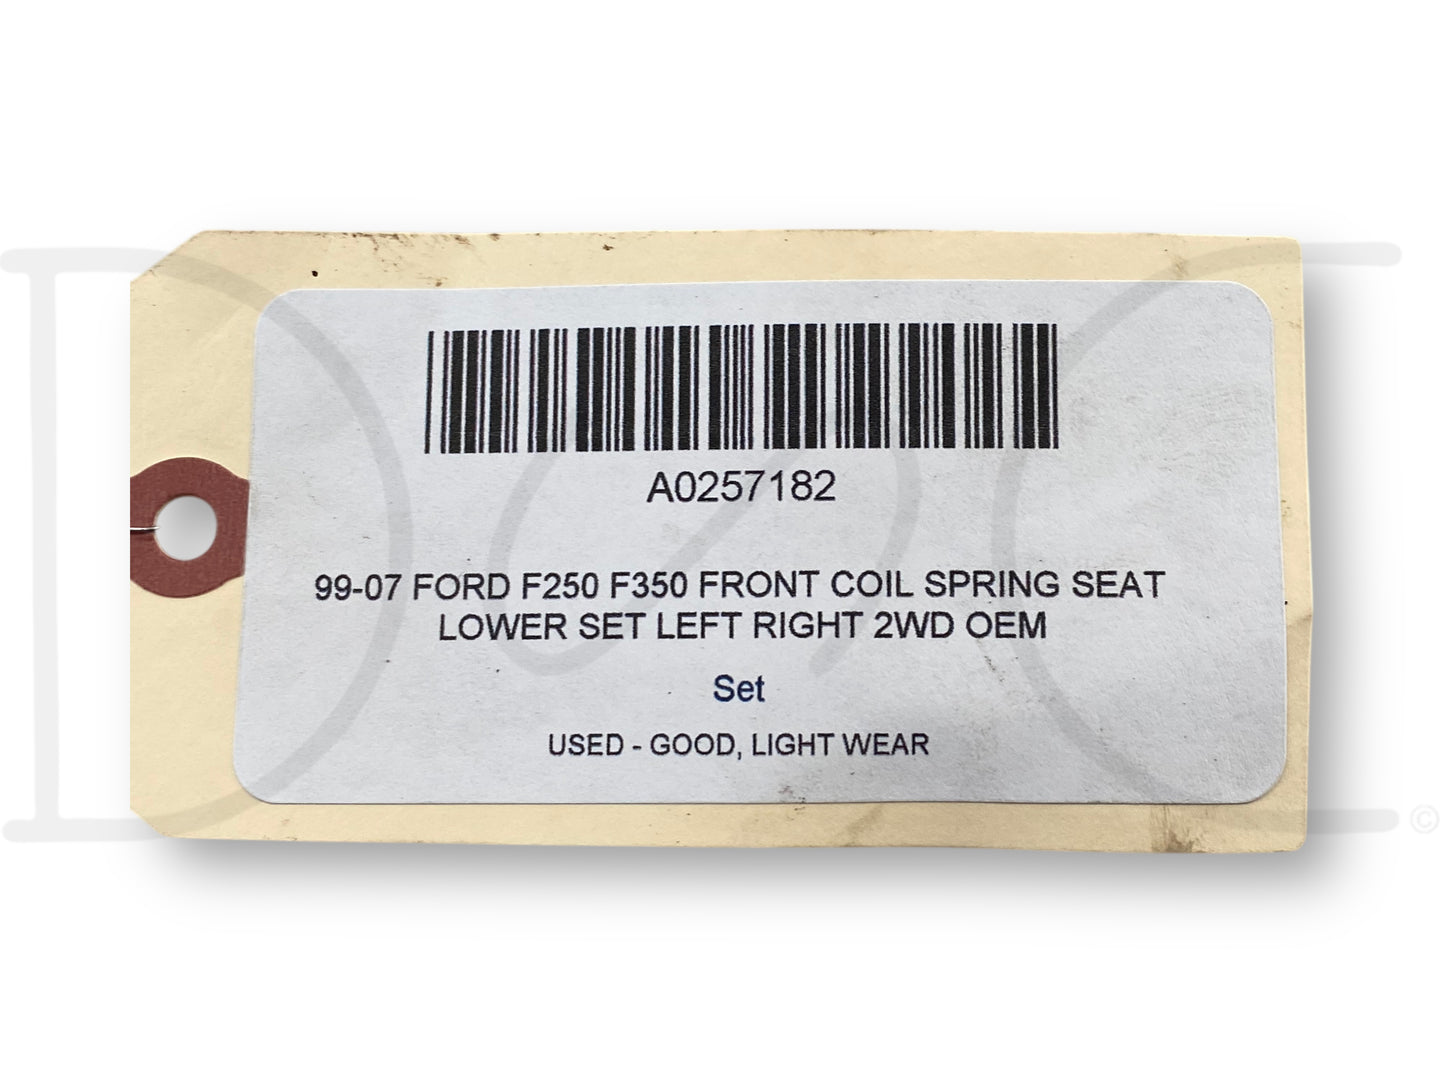 A0257182
99-07 FORD F250 F350 FRONT COIL SPRING SEAT
LOWER SET LEFT RIGHT 2WD OEM
Set
USED - GOOD, LIGHT WEAR
©